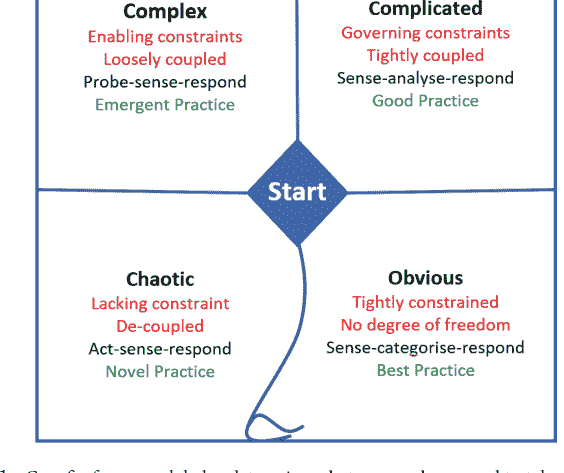 Complex
Enabling constraints
Loosely coupled
Probe-sense-respond
Emergent Practice
Complicated
Governing constraints
Tightly coupled
Sense-analyse-respond
Good Practice
Start
Chaotic
Lacking constraint
De-coupled
Act-sense-respond
Novel Practice
Obvious
Tightly constrained
No degree of freedom
Sense-categorise-respond
Best Practice